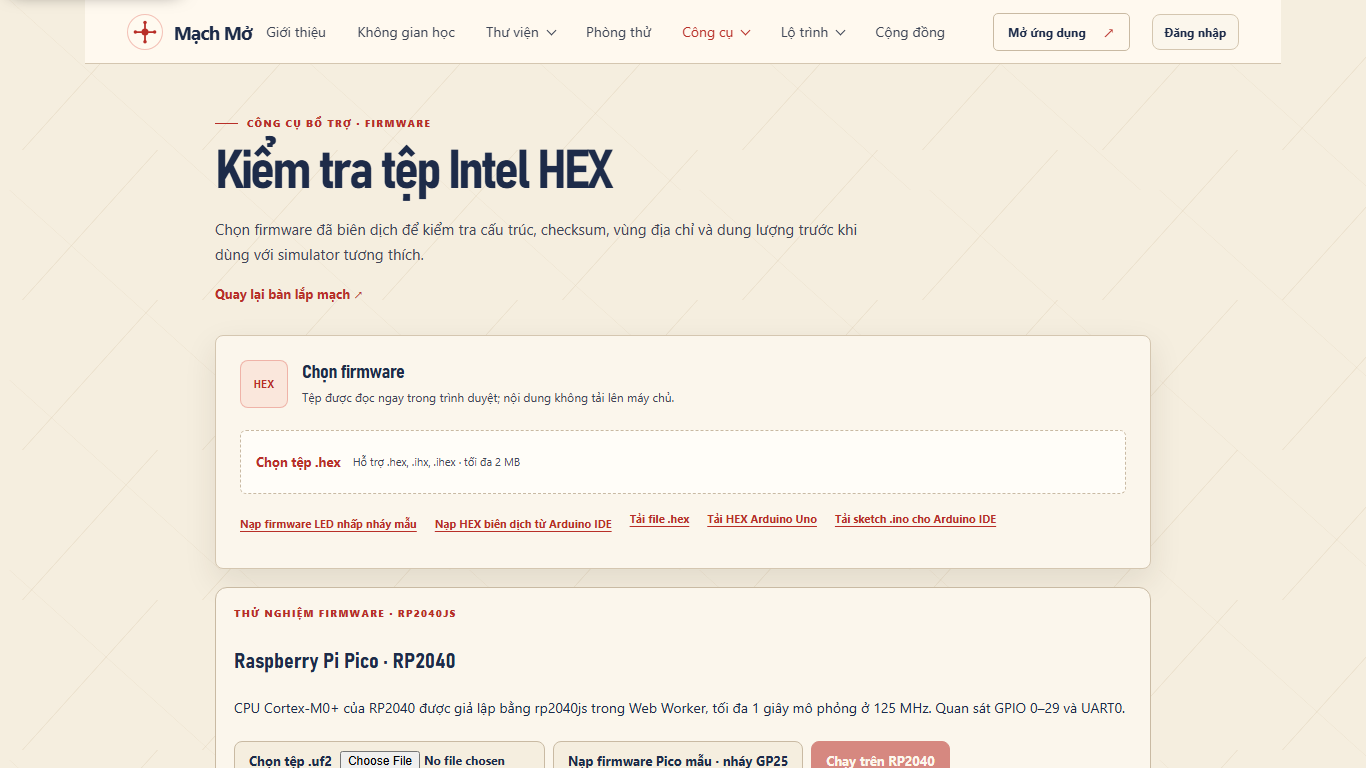 Mạch Mở
Giới thiệu
Không gian học
Thư viện
Phòng thử
Công cụ
Lộ trình
Cộng đồng
Mở ứng dụng ↗
Đăng nhập
CÔNG CỤ BỔ TRỢ · FIRMWARE
Kiểm tra tệp Intel HEX
Chọn firmware đã biên dịch để kiểm tra cấu trúc, checksum, vùng địa chỉ và dung lượng trước khi
dùng với simulator tương thích.
Quay lại bàn lắp mạch ↗
HEX
Chọn firmware
Tệp được đọc ngay trong trình duyệt; nội dung không tải lên máy chủ.
Chọn tệp .hex Hỗ trợ .hex, .ihx, .ihex · tối đa 2 MB
Nạp firmware LED nhấp nháy mẫu
Nạp HEX biên dịch từ Arduino IDE
Tải file .hex
Tải HEX Arduino Uno
Tải sketch .ino cho Arduino IDE
THỬ NGHIỆM FIRMWARE · RP2040JS
Raspberry Pi Pico · RP2040
CPU Cortex-M0+ của RP2040 được giả lập bằng rp2040js trong Web Worker, tối đa 1 giây mô phỏng ở 125 MHz. Quan sát GPIO 0–29 và UART0.
Chọn tệp .uf2 Choose File No file chosen
Nạp firmware Pico mẫu · nháy GP25
Chạy trên RP2040